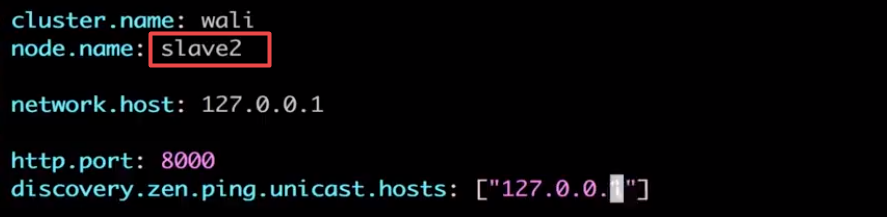 cluster.name: wali
node.name: slave2
network.host: 127.0.0.1
http.port: 8000
discovery.zen.ping.unicast.hosts: ["127.0.0.1"]